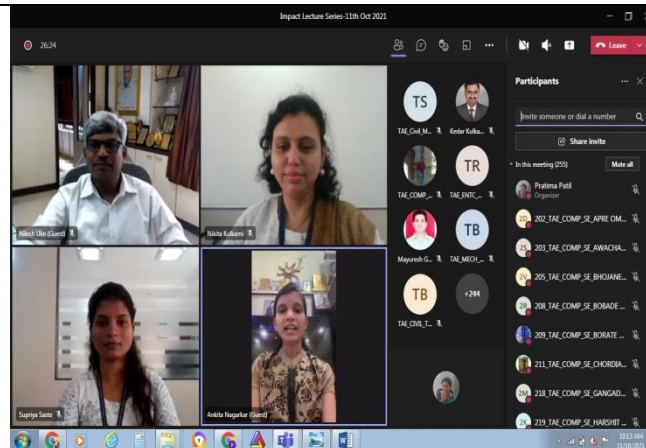 Impact Lecture Series-11th Oct 2021
26:24
Leave
Nilesh Uke (Guest)
Nikita Kulkarni
Supriya Saste
Ankita Nagarkar (Guest)
TS
TAE_Civil_M...
Kedar Kulka...
TAE_COMP_...
TR
TAE_ENTC_...
Mayuresh G...
TB
TAE_MECH_...
TB
TAE_CIVIL_T...
+244
Participants
Invite someone or dial a number
Share invite
In this meeting (255)
Mute all
Pratima Patil
Organizer
202_TAE_COMP_SE_APRE OM...
203_TAE_COMP_SE_AWACHA...
205_TAE_COMP_SE_BHOJANE...
208_TAE_COMP_SE_BOBADE ...
209_TAE_COMP_SE_BORATE ...
211_TAE_COMP_SE_CHORDIA...
218_TAE_COMP_SE_GANGAD...
219_TAE_COMP_SE_HARSHIT ...
10:13 AM